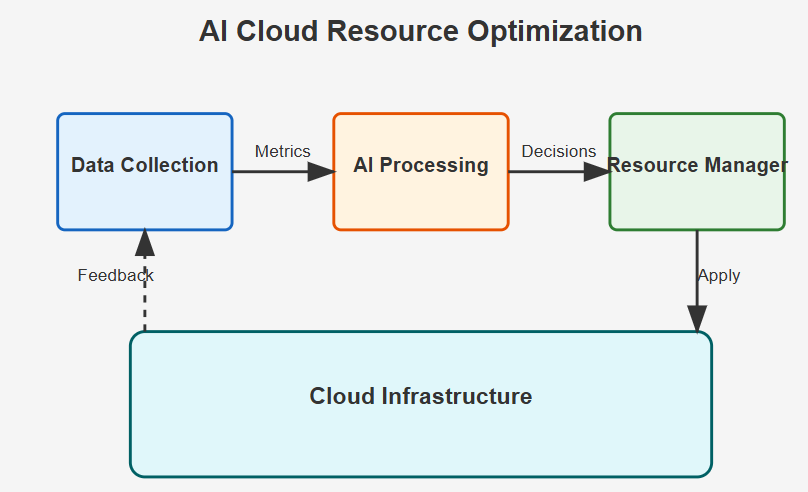 AI Cloud Resource Optimization
Metrics
Decisions
Data Collection
AI Processing
Resource Manager
Feedback
Apply
Cloud Infrastructure